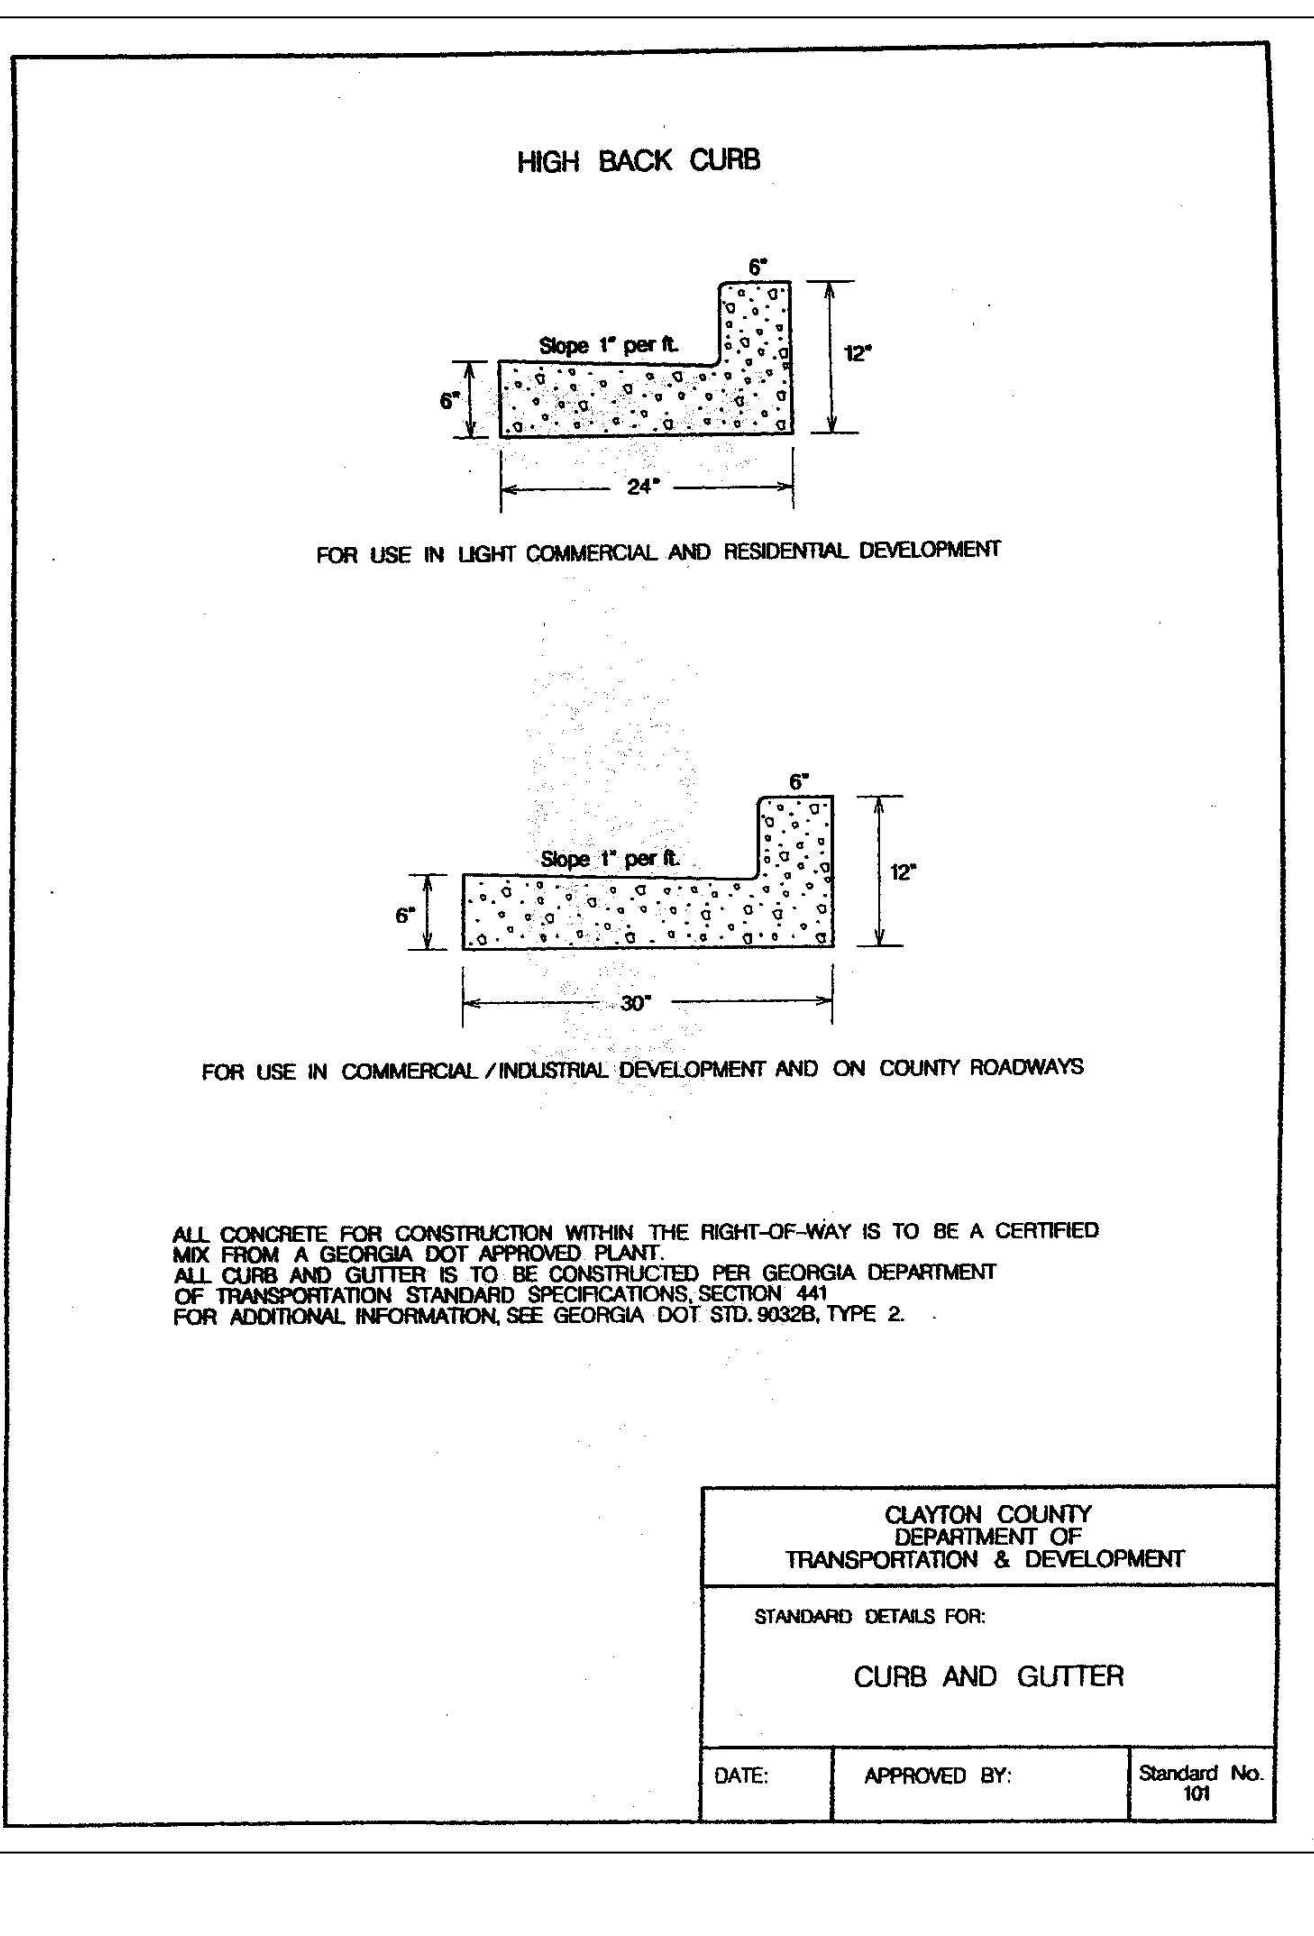 HIGH BACK CURB
6"
Slope 1" per ft.
12"
6"
24"
FOR USE IN LIGHT COMMERCIAL AND RESIDENTIAL DEVELOPMENT
6"
Slope 1" per ft.
12"
6"
30"
FOR USE IN COMMERCIAL/INDUSTRIAL DEVELOPMENT AND ON COUNTY ROADWAYS
ALL CONCRETE FOR CONSTRUCTION WITHIN THE RIGHT-OF-WAY IS TO BE A CERTIFIED
MIX FROM A GEORGIA DOT APPROVED PLANT.
ALL CURB AND GUTTER IS TO BE CONSTRUCTED PER GEORGIA DEPARTMENT
OF TRANSPORTATION STANDARD SPECIFICATIONS, SECTION 441
FOR ADDITIONAL INFORMATION, SEE GEORGIA DOT STD. 9032B, TYPE 2.
CLAYTON COUNTY
DEPARTMENT OF
TRANSPORTATION & DEVELOPMENT
STANDARD DETAILS FOR:
CURB AND GUTTER
DATE:
APPROVED BY:
Standard No.
101